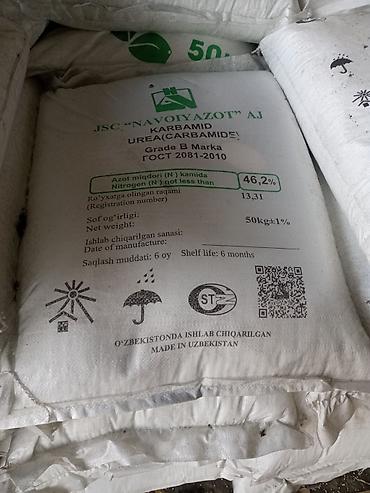 50
JSC "NAVOIYAZOT" AJ
KARBAMID
UREA(CARBAMIDE)
Grade B Marka
ГОСТ 2081-2010
Azot miqdori (N) kamida
Nitrogen (N):not less than
46,2%
Ro'yxatga olingan raqami
(Registration number)
13,31
Sof og'irligi:
Net weight:
50kg±1%
Ishlab chiqarilgan sanasi:
Date of manufacture:
Saqlash muddati: 6 oy Shelf life: 6 months
O'ZBEKISTONDA ISHLAB CHIQARILGAN
MADE IN UZBEKISTAN